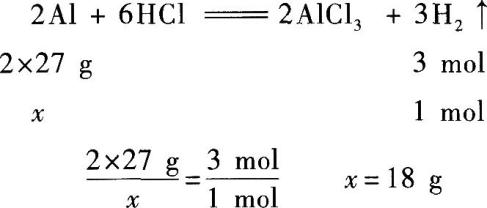 2Al + 6HCl ═══ 2AlCl₃ + 3H₂ ↑
2×27 g 3 mol
x 1 mol
2×27 g / x = 3 mol / 1 mol x = 18 g